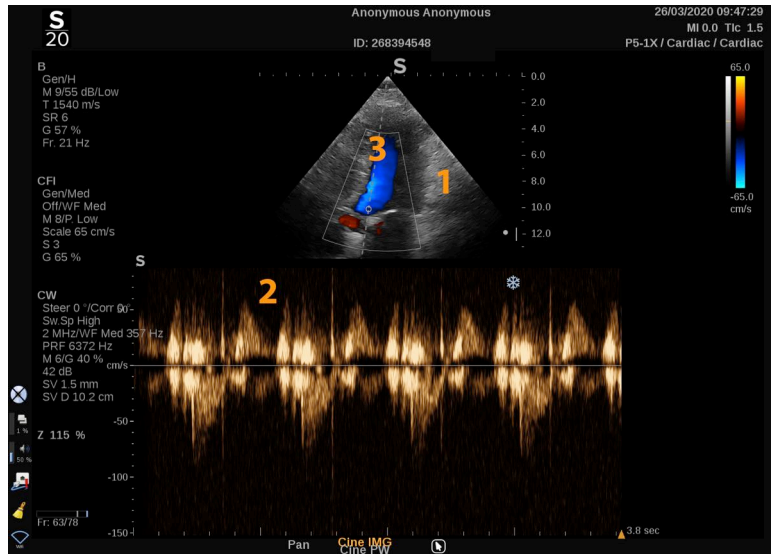 S
20
Anonymous Anonymous
ID: 268394548
26/03/2020 09:47:29
MI 0.0 TIc 1.5
P5-1X / Cardiac / Cardiac
B
Gen/H
M 9/55 dB/Low
T 1540 m/s
SR 6
G 57 %
Fr. 21 Hz
CFI
Gen/Med
Off/WF Med
M 8/P. Low
Scale 65 cm/s
S 3
G 65 %
CW
Steer 0 °/Corr 0°
Sw.Sp High
2 MHz/WF Med 357 Hz
PRF 6372 Hz
M 6/G 40 %
42 dB
SV 1.5 mm
SV D 10.2 cm
Z 115 %
1 %
50 %
Fr: 63/78
S
0.0
2.0
4.0
6.0
8.0
10.0
12.0
3
1
65.0
-65.0
cm/s
S
2
cm/s
-50
-100
-150
3.8 sec
Pan
Cine IMG
Cine PW